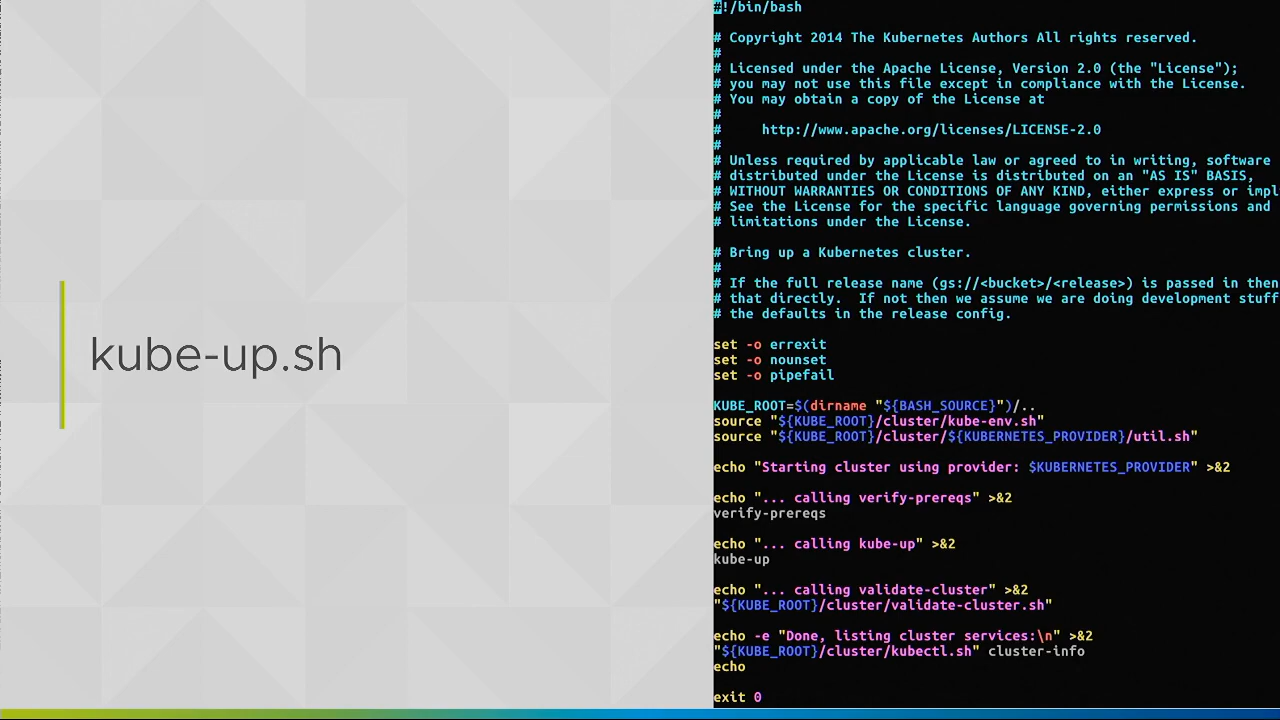 kube-up.sh
#!/bin/bash
# Copyright 2014 The Kubernetes Authors All rights reserved.
#
# Licensed under the Apache License, Version 2.0 (the "License");
# you may not use this file except in compliance with the License.
# You may obtain a copy of the License at
#
#     http://www.apache.org/licenses/LICENSE-2.0
#
# Unless required by applicable law or agreed to in writing, software
# distributed under the License is distributed on an "AS IS" BASIS,
# WITHOUT WARRANTIES OR CONDITIONS OF ANY KIND, either express or impl
# See the License for the specific language governing permissions and
# limitations under the License.
# Bring up a Kubernetes cluster.
#
# If the full release name (gs://<bucket>/<release>) is passed in then
# that directly.  If not then we assume we are doing development stuff
# the defaults in the release config.
set -o errexit
set -o nounset
set -o pipefail
KUBE_ROOT=$(dirname "${BASH_SOURCE}")/..
source "${KUBE_ROOT}/cluster/kube-env.sh"
source "${KUBE_ROOT}/cluster/${KUBERNETES_PROVIDER}/util.sh"
echo "Starting cluster using provider: $KUBERNETES_PROVIDER" >&2
echo "... calling verify-prereqs" >&2
verify-prereqs
echo "... calling kube-up" >&2
kube-up
echo "... calling validate-cluster" >&2
"${KUBE_ROOT}/cluster/validate-cluster.sh"
echo -e "Done, listing cluster services:\n" >&2
"${KUBE_ROOT}/cluster/kubectl.sh" cluster-info
echo
exit 0